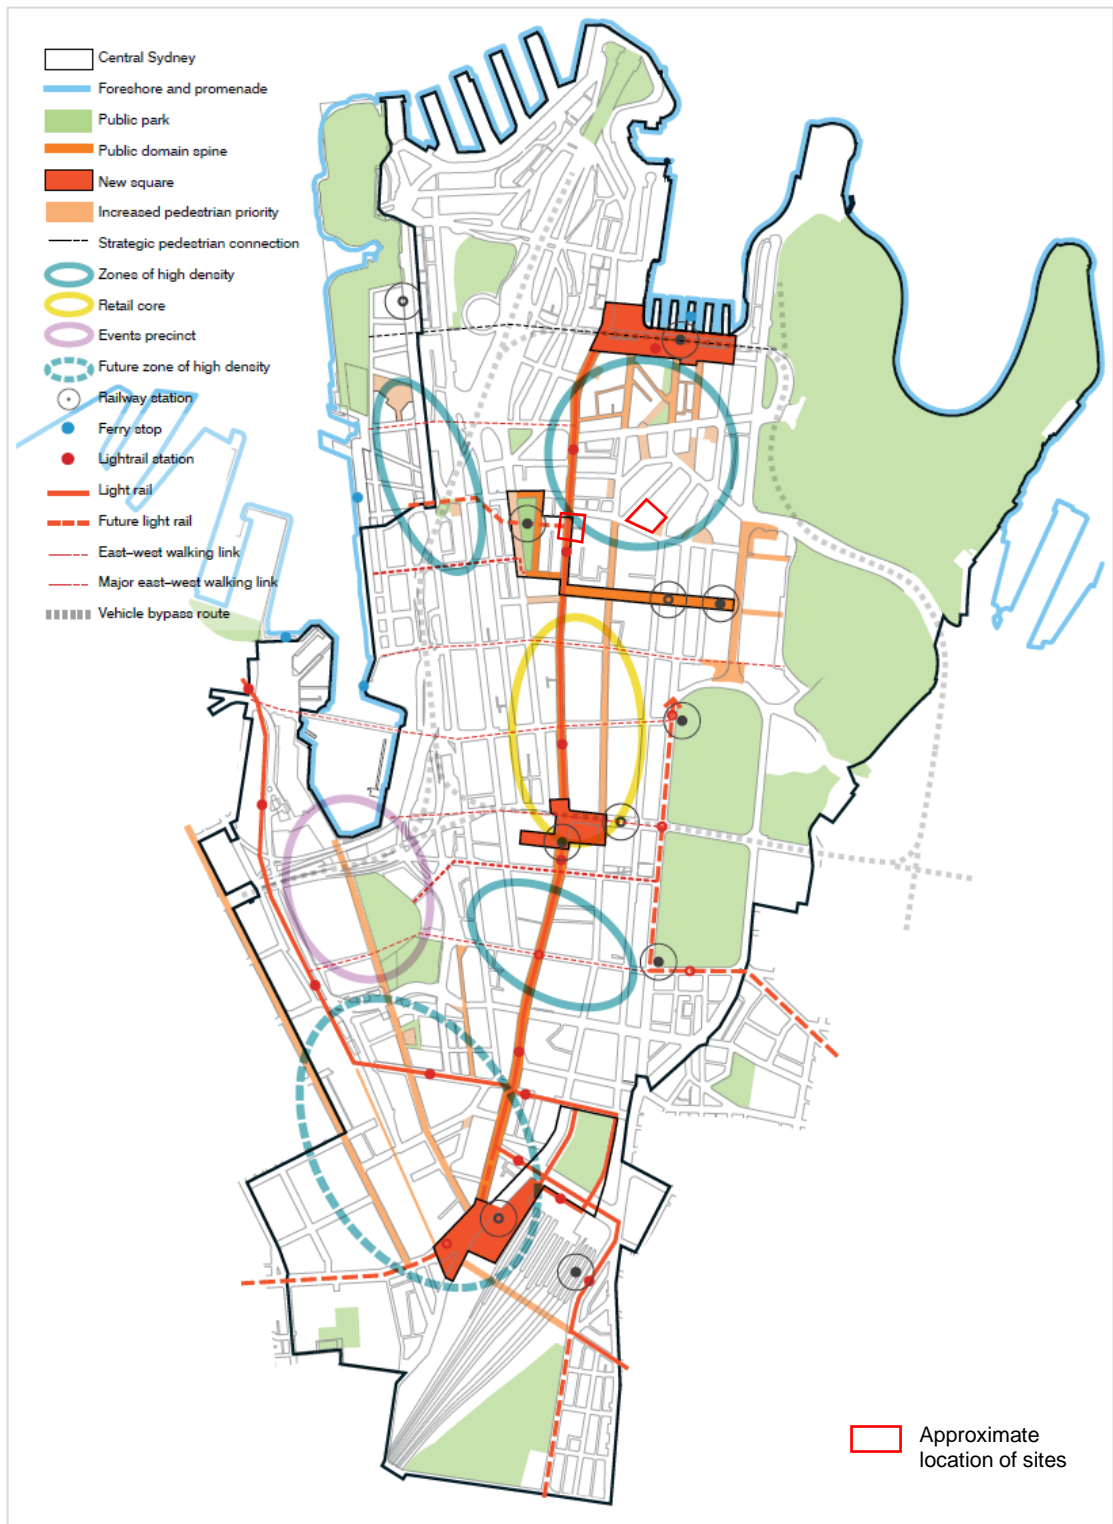 Central Sydney
Foreshore and promenade
Public park
Public domain spine
New square
Increased pedestrian priority
Strategic pedestrian connection
Zones of high density
Retail core
Events precinct
Future zone of high density
Railway station
Ferry stop
Lightrail station
Light rail
Future light rail
East–west walking link
Major east–west walking link
Vehicle bypass route
Approximate
location of sites